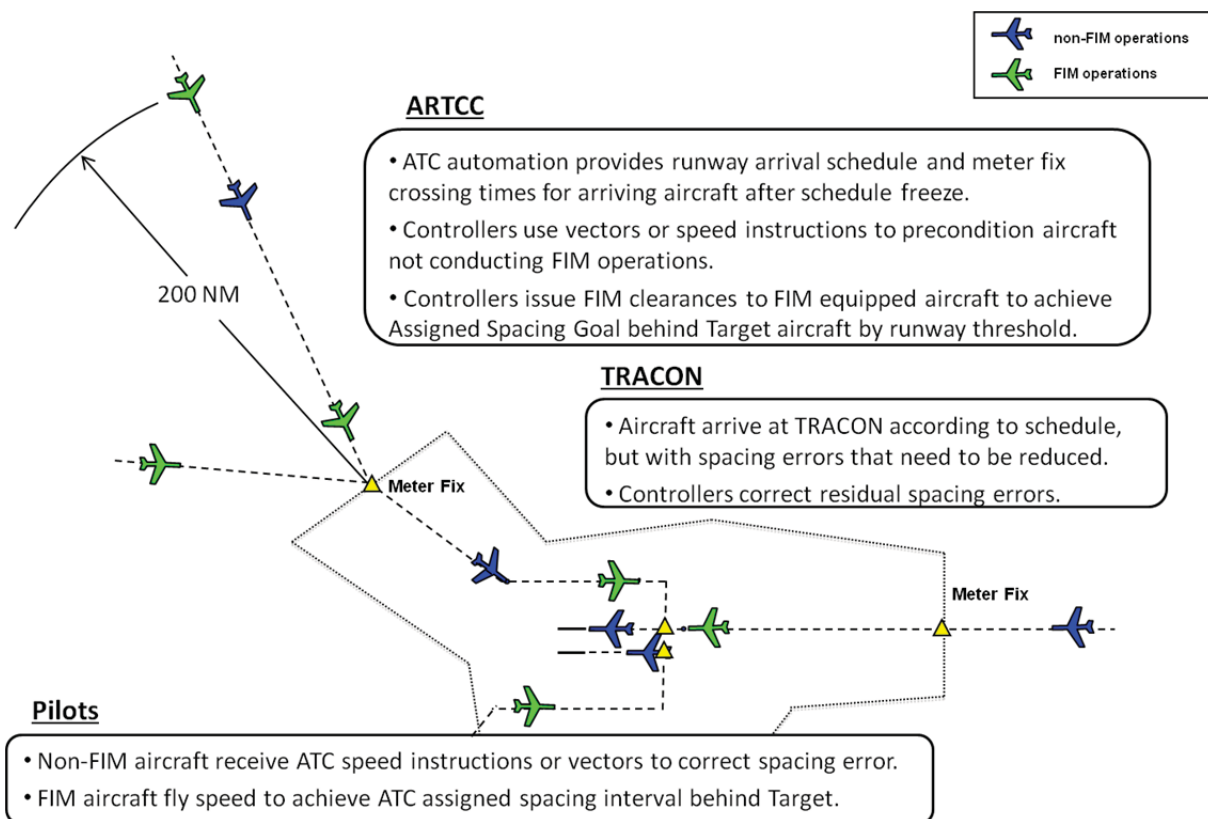 non-FIM operations
FIM operations
ARTCC
• ATC automation provides runway arrival schedule and meter fix
crossing times for arriving aircraft after schedule freeze.
• Controllers use vectors or speed instructions to precondition aircraft
not conducting FIM operations.
• Controllers issue FIM clearances to FIM equipped aircraft to achieve
Assigned Spacing Goal behind Target aircraft by runway threshold.
200 NM
TRACON
• Aircraft arrive at TRACON according to schedule,
but with spacing errors that need to be reduced.
• Controllers correct residual spacing errors.
Meter Fix
Meter Fix
Pilots
• Non-FIM aircraft receive ATC speed instructions or vectors to correct spacing error.
• FIM aircraft fly speed to achieve ATC assigned spacing interval behind Target.